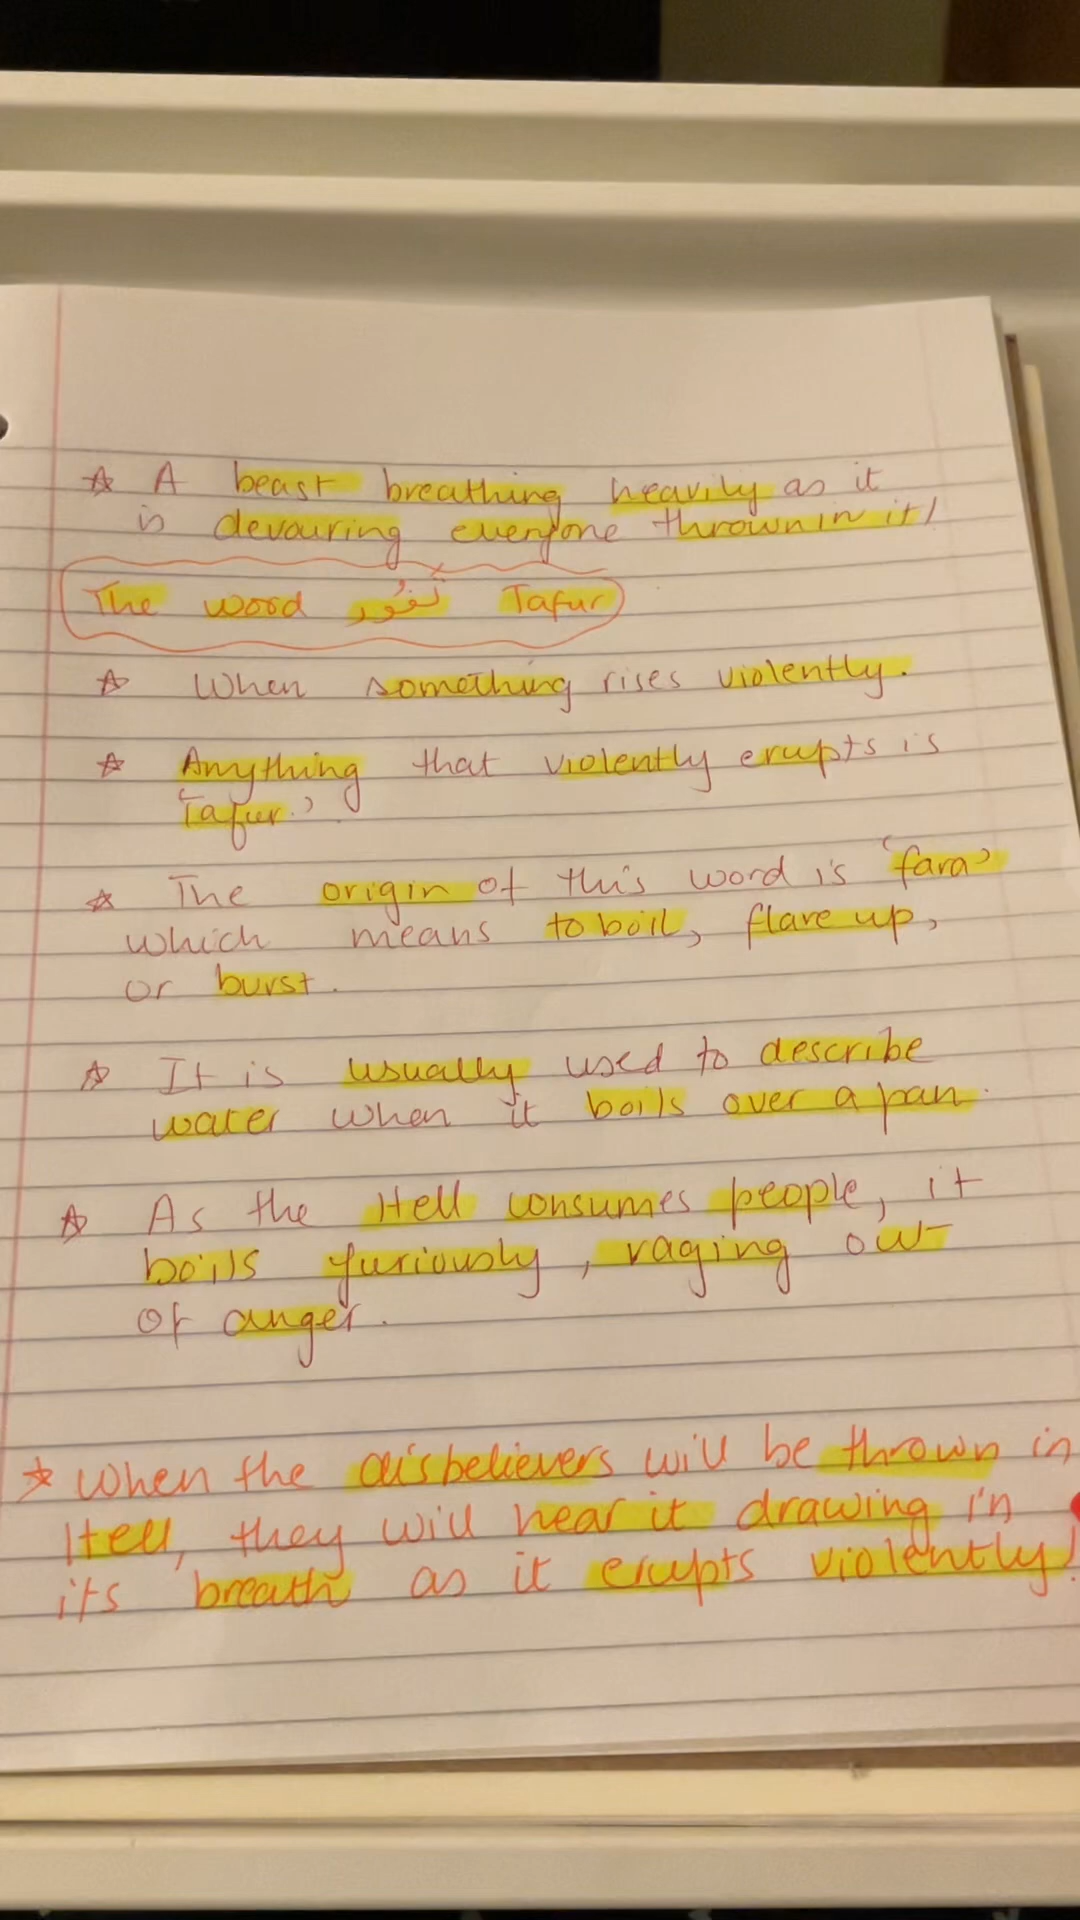 ☆ A beast breathing heavily as it
is devouring everyone thrown in it!
The word تَفُور Tafur
☆ When something rises violently.
☆ Anything that violently erupts is
'Tafur.'
☆ The origin of this word is 'fara'
which means to boil, flare up,
or burst.
☆ It is usually used to describe
water when it boils over a pan.
☆ As the Hell consumes people, it
boils furiously, raging out
of anger.
☆ When the disbelievers will be thrown in
Hell, they will hear it drawing in
its breath as it erupts violently!